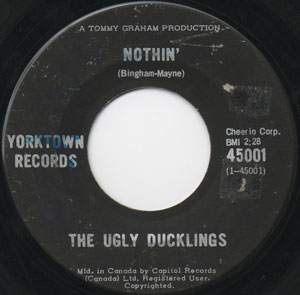 A TOMMY GRAHAM PRODUCTION
NOTHIN'
(Bingham-Mayne)
YORKTOWN
RECORDS
Cheerio Corp.
BMI 2:28
45001
(1-45001)
THE UGLY DUCKLINGS
Mfd. in Canada by Capitol Records
(Canada) Ltd. Registered User.
Copyrighted.